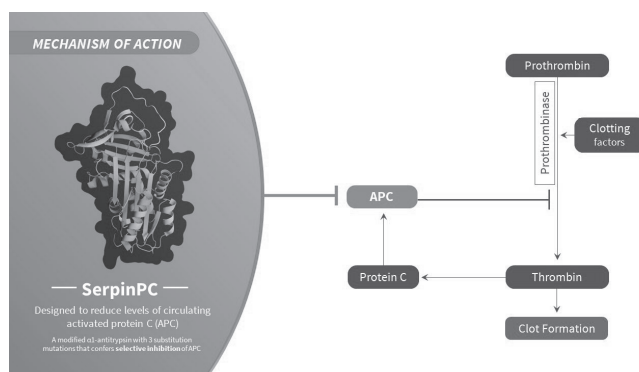 MECHANISM OF ACTION
SerpinPC
Designed to reduce levels of circulating
activated protein C (APC)
A modified α1-antitrypsin with 3 substitution
mutations that confers selective inhibition of APC
Prothrombin
Prothrombinase
Clotting
factors
APC
Protein C
Thrombin
Clot Formation